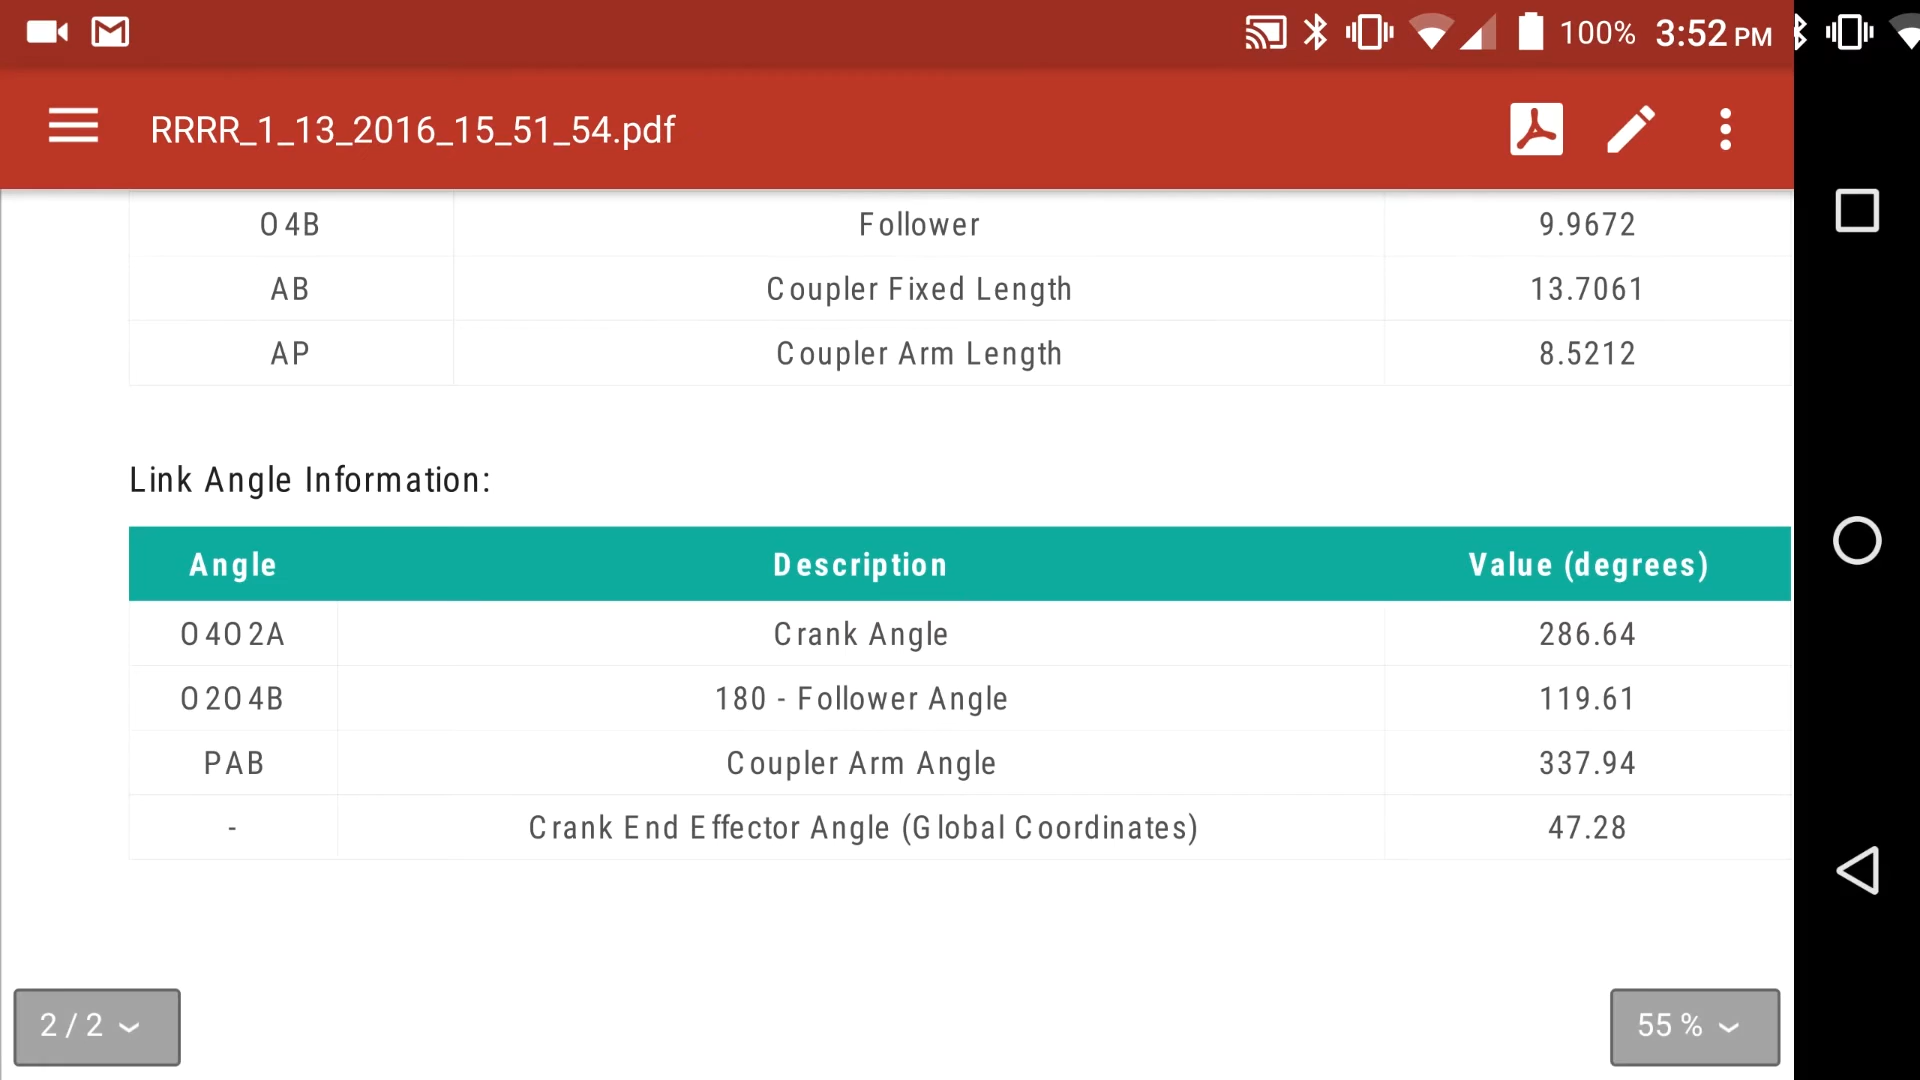 100% 3:52 PM
RRRR_1_13_2016_15_51_54.pdf
O4B Follower 9.9672
AB Coupler Fixed Length 13.7061
AP Coupler Arm Length 8.5212
Link Angle Information:
Angle Description Value (degrees)
O4O2A Crank Angle 286.64
O2O4B 180 - Follower Angle 119.61
PAB Coupler Arm Angle 337.94
- Crank End Effector Angle (Global Coordinates) 47.28
2 / 2 55 %